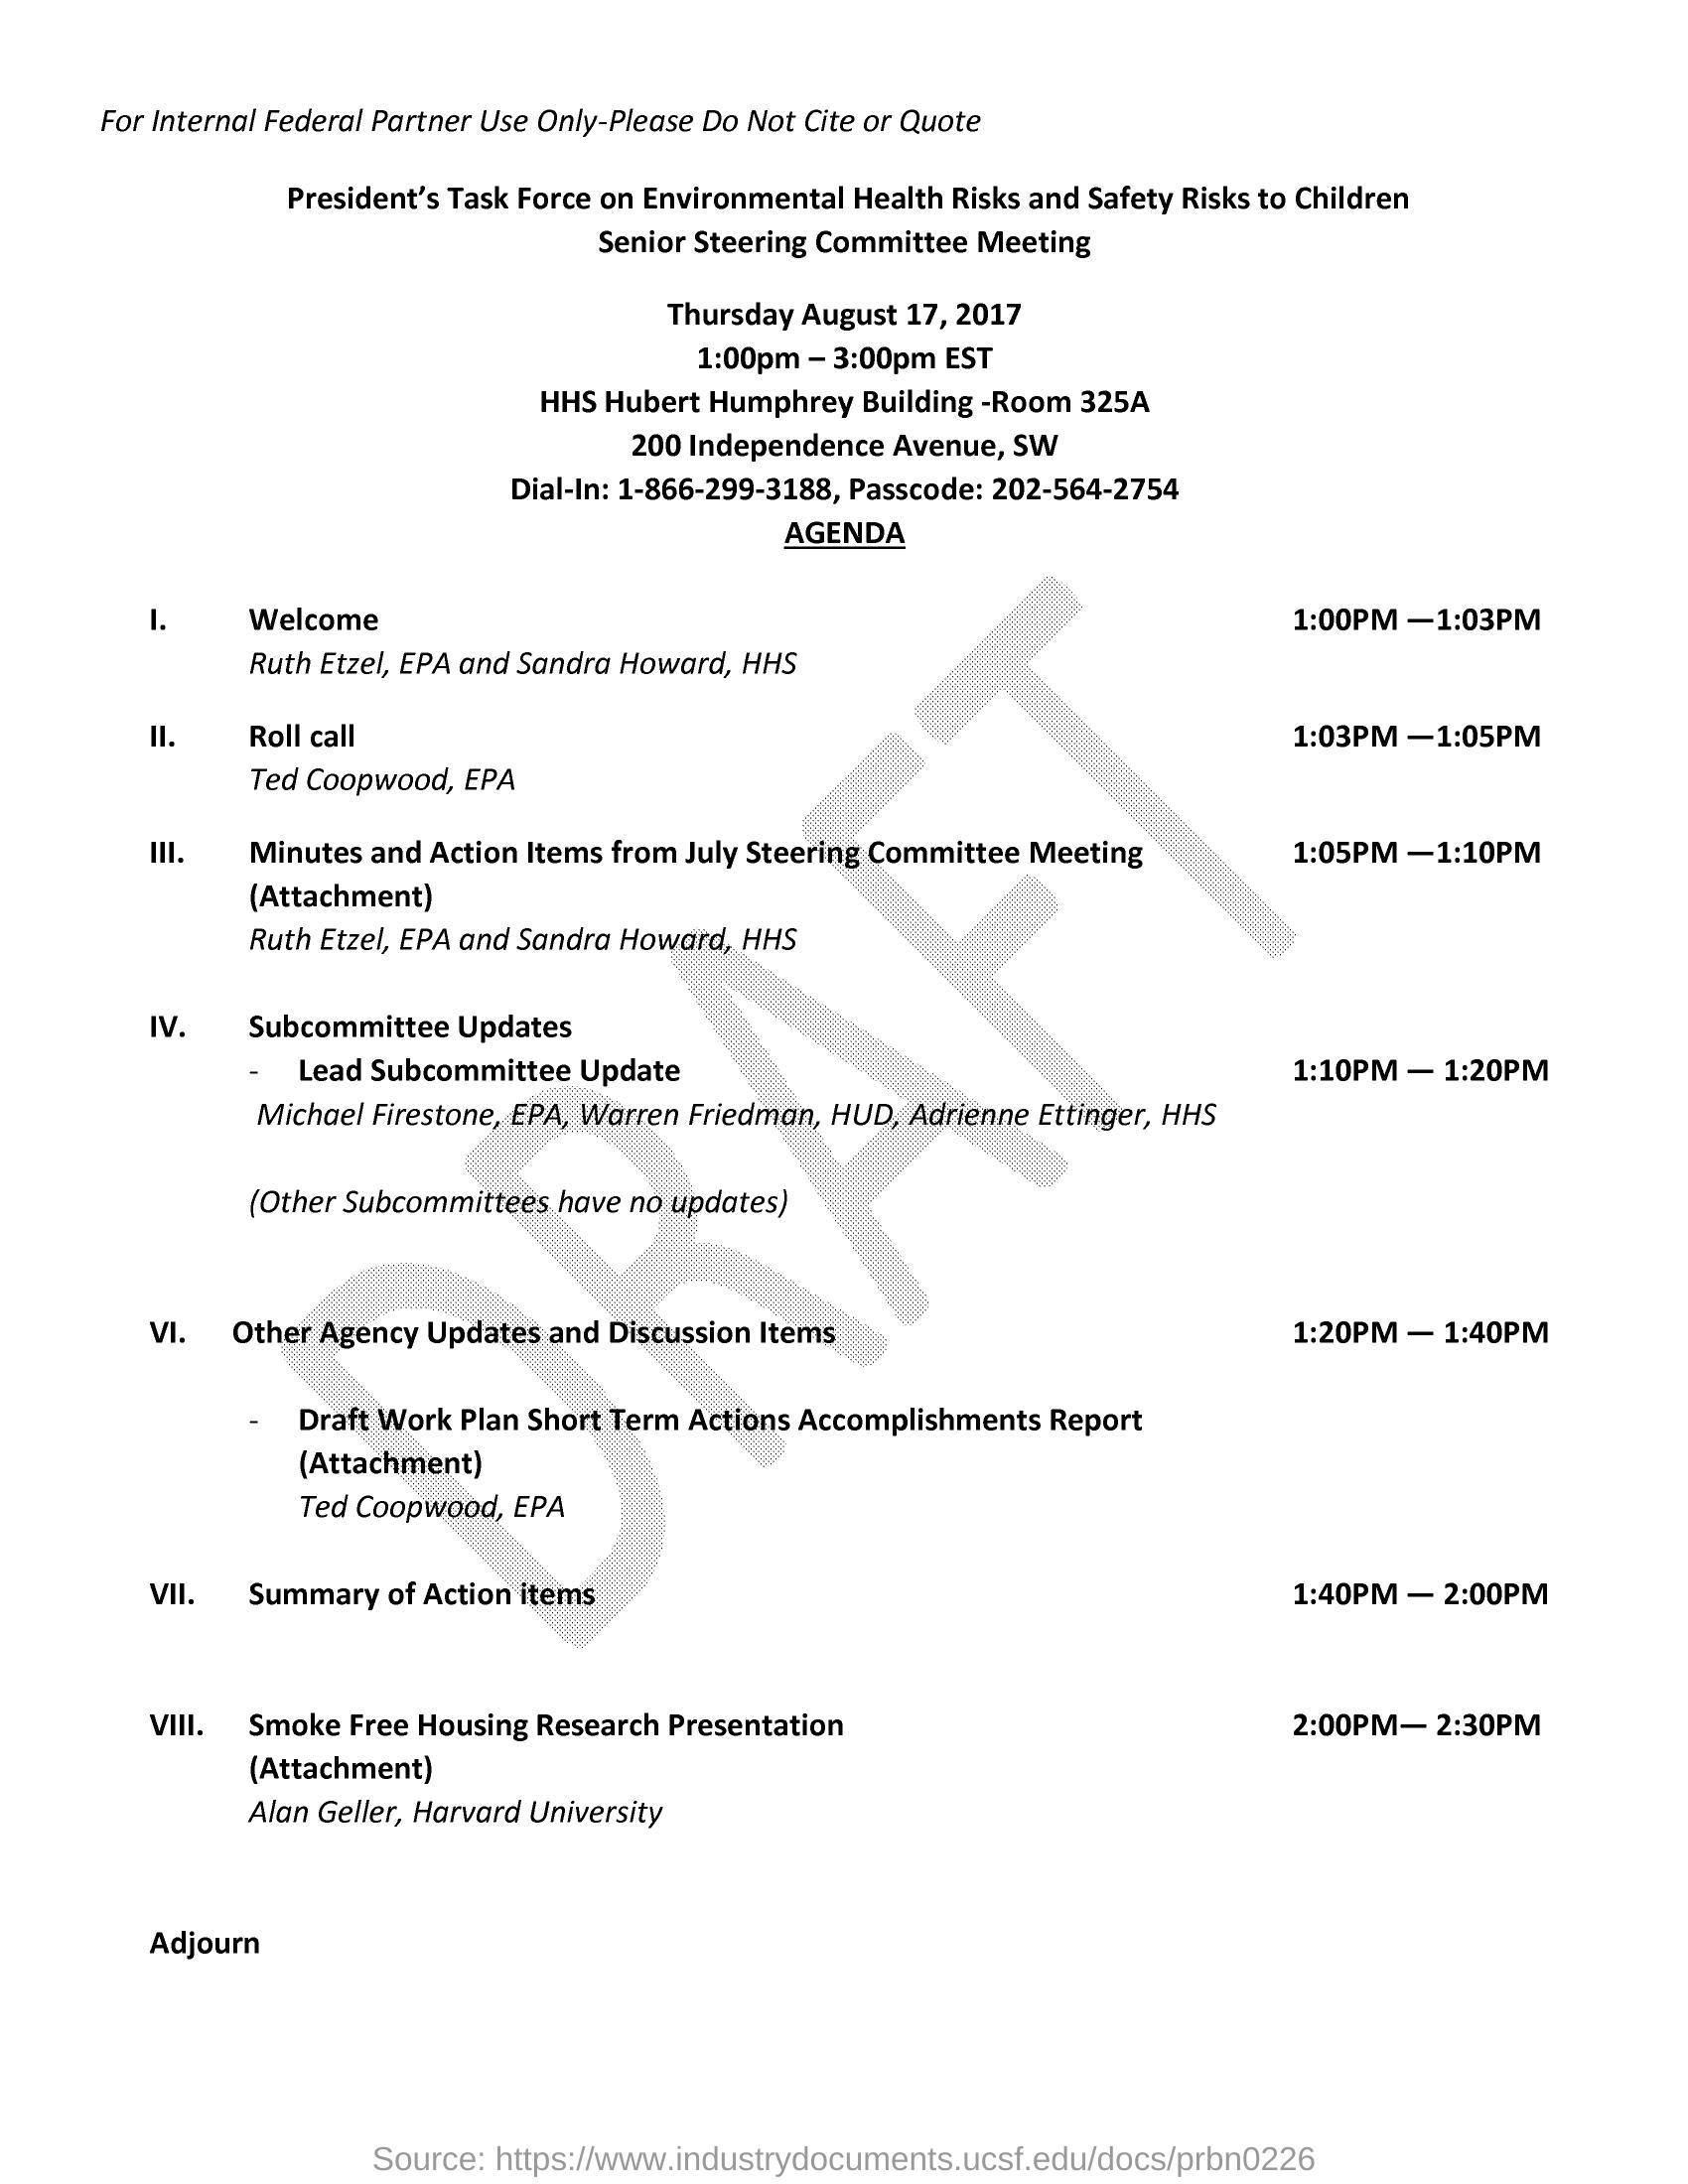 For Internal Federal Partner Use Only-Please Do Not Cite or Quote
President's Task Force on Environmental Health Risks and Safety Risks to Children
Senior Steering Committee Meeting
Thursday August 17, 2017
1:00pm – 3:00pm EST
HHS Hubert Humphrey Building -Room 325A
200 Independence Avenue, SW
Dial-In: 1-866-299-3188, Passcode: 202-564-2754
AGENDA
I. Welcome 1:00PM —1:03PM
Ruth Etzel, EPA and Sandra Howard, HHS
II. Roll call 1:03PM —1:05PM
Ted Coopwood, EPA
III. Minutes and Action Items from July Steering Committee Meeting 1:05PM —1:10PM
(Attachment)
Ruth Etzel, EPA and Sandra Howard, HHS
IV. Subcommittee Updates
- Lead Subcommittee Update 1:10PM — 1:20PM
Michael Firestone, EPA, Warren Friedman, HUD, Adrienne Ettinger, HHS
(Other Subcommittees have no updates)
VI. Other Agency Updates and Discussion Items 1:20PM — 1:40PM
- Draft Work Plan Short Term Actions Accomplishments Report
(Attachment)
Ted Coopwood, EPA
VII. Summary of Action items 1:40PM — 2:00PM
VIII. Smoke Free Housing Research Presentation 2:00PM— 2:30PM
(Attachment)
Alan Geller, Harvard University
Adjourn
DRAFT
Source: https://www.industrydocuments.ucsf.edu/docs/prbn0226